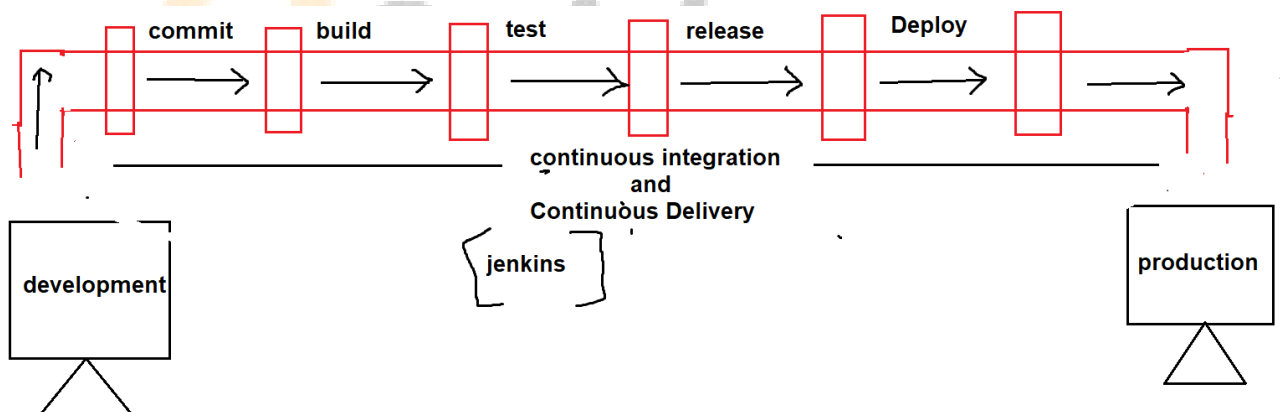 commit
build
test
release
Deploy
continuous integration
and
Continuous Delivery
jenkins
development
production